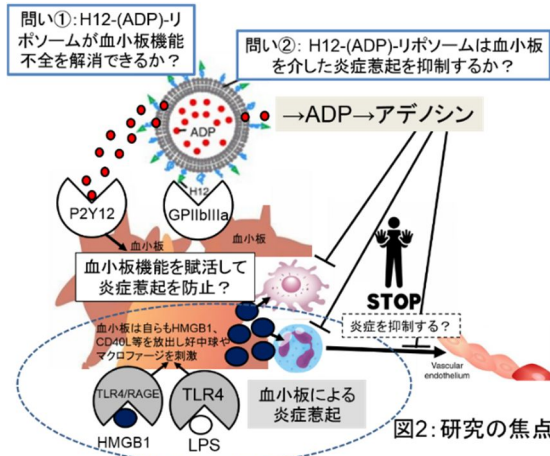 問い①：H12-(ADP)-リ
ポソームが血小板機能
不全を解消できるか？
問い②： H12-(ADP)-リポソームは血小板
を介した炎症惹起を抑制するか？
ADP
→ADP→アデノシン
H12
P2Y12
GPIIbIIIa
血小板
血小板
血小板機能を賦活して
炎症惹起を防止？
STOP
炎症を抑制する？
血小板は自らもHMGB1、
CD40L等を放出し好中球や
マクロファージを刺激
Vascular
endothelium
TLR4/RAGE
TLR4
血小板による
炎症惹起
HMGB1
LPS
図2：研究の焦点